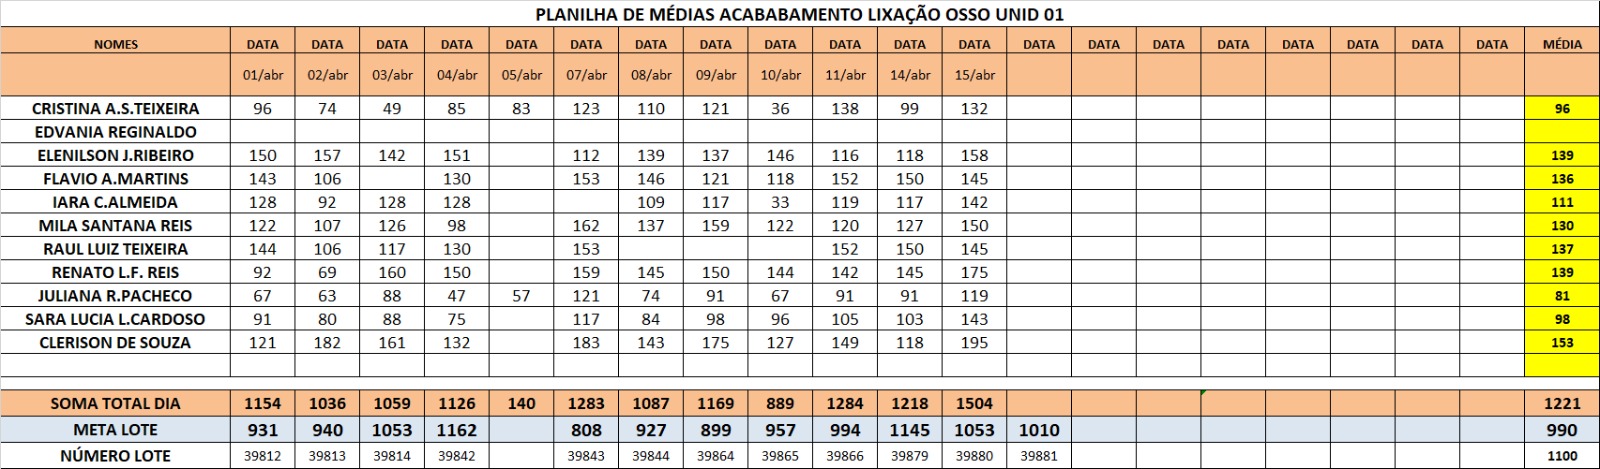 PLANILHA DE MÉDIAS ACABABAMENTO LIXAÇÃO OSSO UNID 01
NOMES DATA DATA DATA DATA DATA DATA DATA DATA DATA DATA DATA DATA DATA DATA DATA DATA DATA DATA DATA DATA MÉDIA
01/abr 02/abr 03/abr 04/abr 05/abr 07/abr 08/abr 09/abr 10/abr 11/abr 14/abr 15/abr
CRISTINA A.S.TEIXEIRA 96 74 49 85 83 123 110 121 36 138 99 132 96
EDVANIA REGINALDO
ELENILSON J.RIBEIRO 150 157 142 151 112 139 137 146 116 118 158 139
FLAVIO A.MARTINS 143 106 130 153 146 121 118 152 150 145 136
IARA C.ALMEIDA 128 92 128 128 109 117 33 119 117 142 111
MILA SANTANA REIS 122 107 126 98 162 137 159 122 120 127 150 130
RAUL LUIZ TEIXEIRA 144 106 117 130 153 152 150 145 137
RENATO L.F. REIS 92 69 160 150 159 145 150 144 142 145 175 139
JULIANA R.PACHECO 67 63 88 47 57 121 74 91 67 91 91 119 81
SARA LUCIA L.CARDOSO 91 80 88 75 117 84 98 96 105 103 143 98
CLERISON DE SOUZA 121 182 161 132 183 143 175 127 149 118 195 153
SOMA TOTAL DIA 1154 1036 1059 1126 140 1283 1087 1169 889 1284 1218 1504 1221
META LOTE 931 940 1053 1162 808 927 899 957 994 1145 1053 1010 990
NÚMERO LOTE 39812 39813 39814 39842 39843 39844 39864 39865 39866 39879 39880 39881 1100